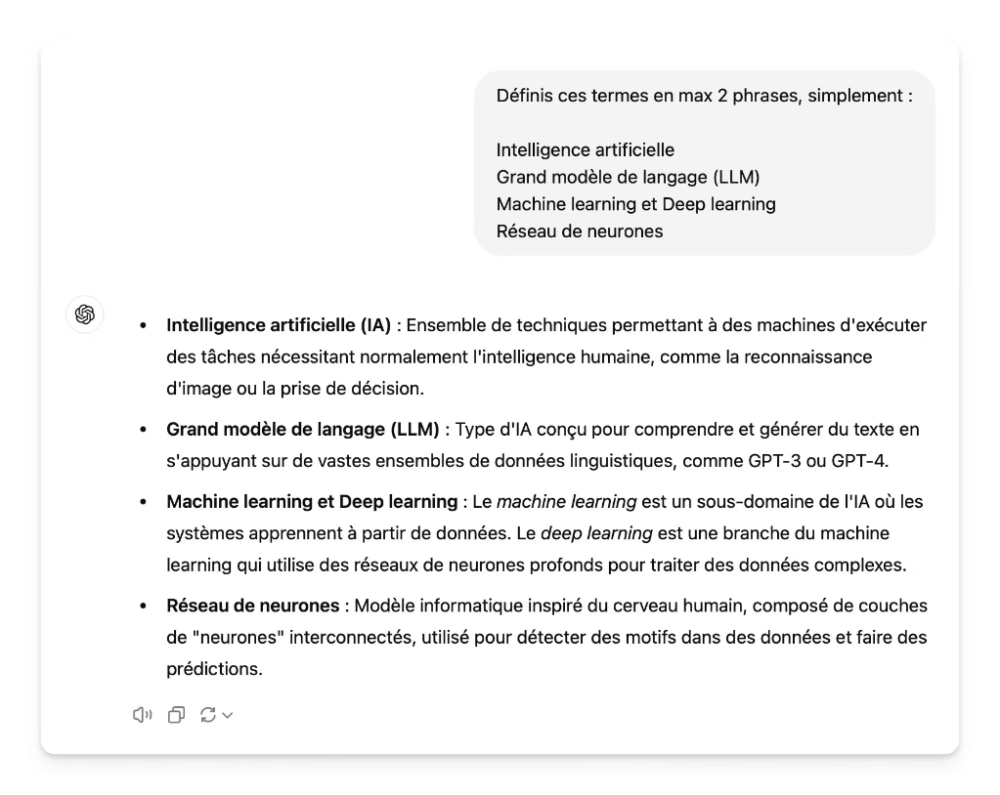 Définis ces termes en max 2 phrases, simplement :
Intelligence artificielle
Grand modèle de langage (LLM)
Machine learning et Deep learning
Réseau de neurones
• Intelligence artificielle (IA) : Ensemble de techniques permettant à des machines d'exécuter
des tâches nécessitant normalement l'intelligence humaine, comme la reconnaissance
d'image ou la prise de décision.
• Grand modèle de langage (LLM) : Type d'IA conçu pour comprendre et générer du texte en
s'appuyant sur de vastes ensembles de données linguistiques, comme GPT-3 ou GPT-4.
• Machine learning et Deep learning : Le machine learning est un sous-domaine de l'IA où les
systèmes apprennent à partir de données. Le deep learning est une branche du machine
learning qui utilise des réseaux de neurones profonds pour traiter des données complexes.
• Réseau de neurones : Modèle informatique inspiré du cerveau humain, composé de couches
de "neurones" interconnectés, utilisé pour détecter des motifs dans des données et faire des
prédictions.